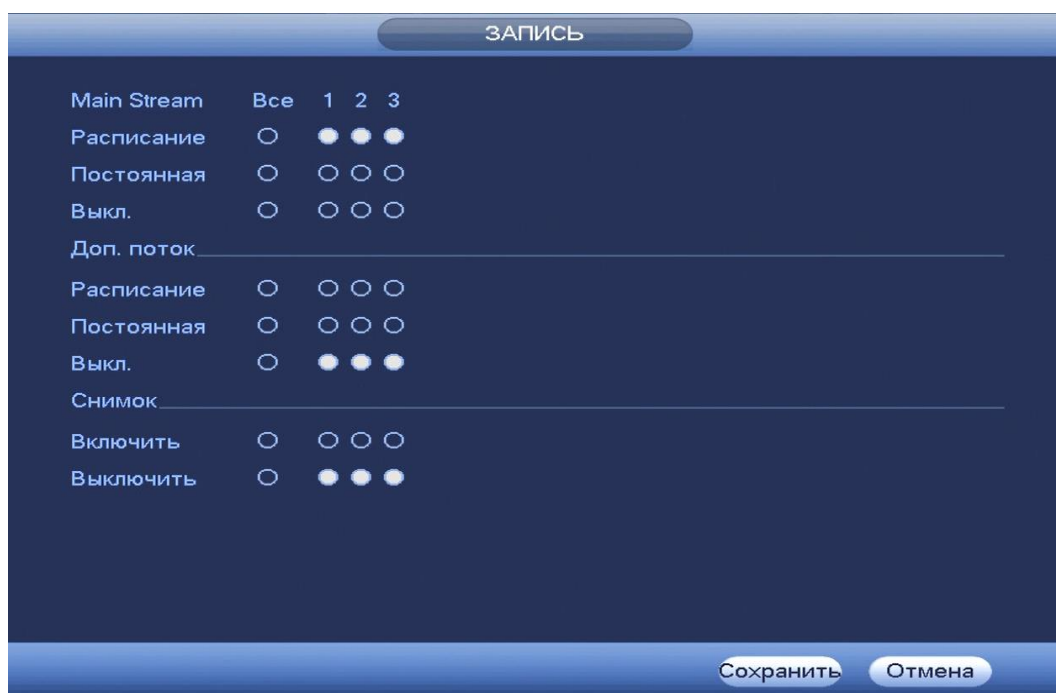 ЗАПИСЬ
Main Stream Все 1 2 3
Расписание
Постоянная
Выкл.
Доп. поток
Расписание
Постоянная
Выкл.
Снимок
Включить
Выключить
Сохранить Отмена